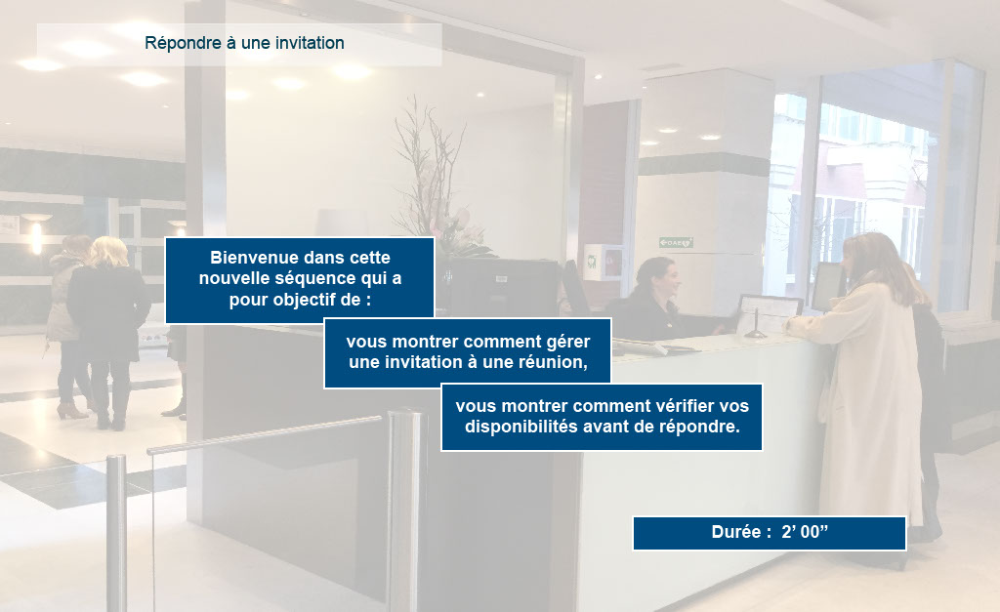 Répondre à une invitation
Bienvenue dans cette
nouvelle séquence qui a
pour objectif de :
vous montrer comment gérer
une invitation à une réunion,
vous montrer comment vérifier vos
disponibilités avant de répondre.
Durée :  2’ 00”